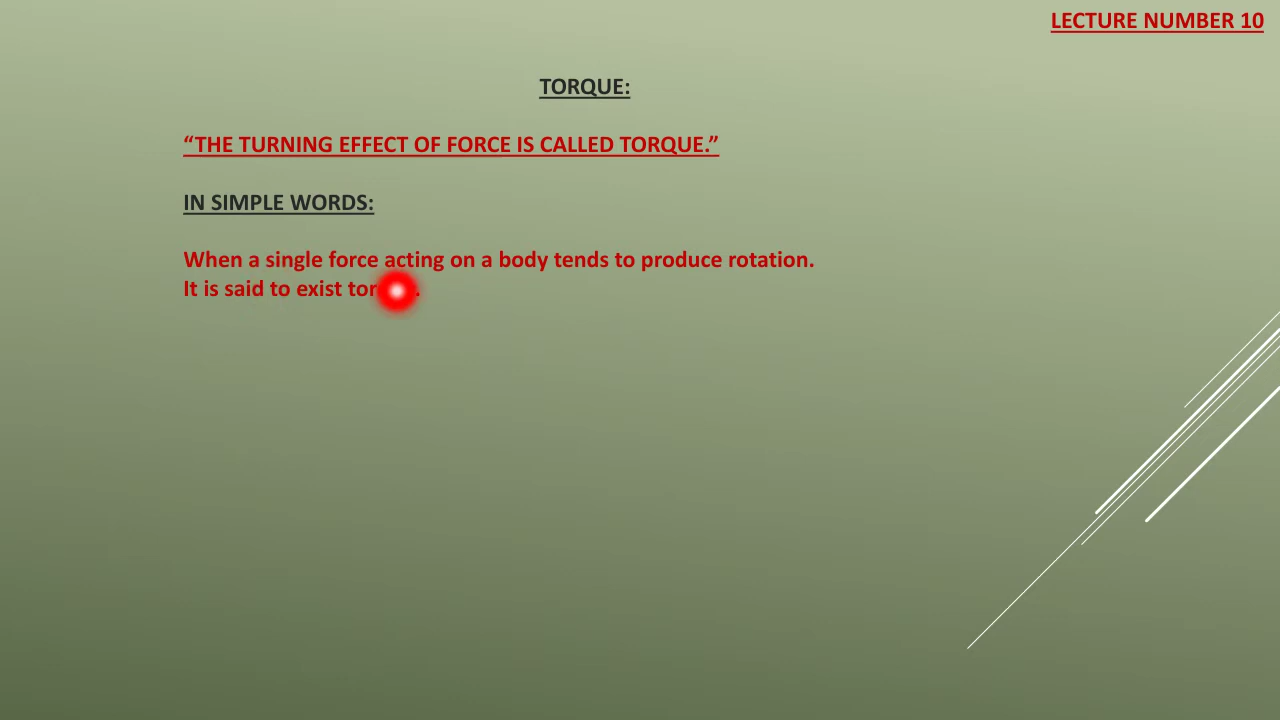 LECTURE NUMBER 10
TORQUE:
“THE TURNING EFFECT OF FORCE IS CALLED TORQUE.”
IN SIMPLE WORDS:
When a single force acting on a body tends to produce rotation.
It is said to exist